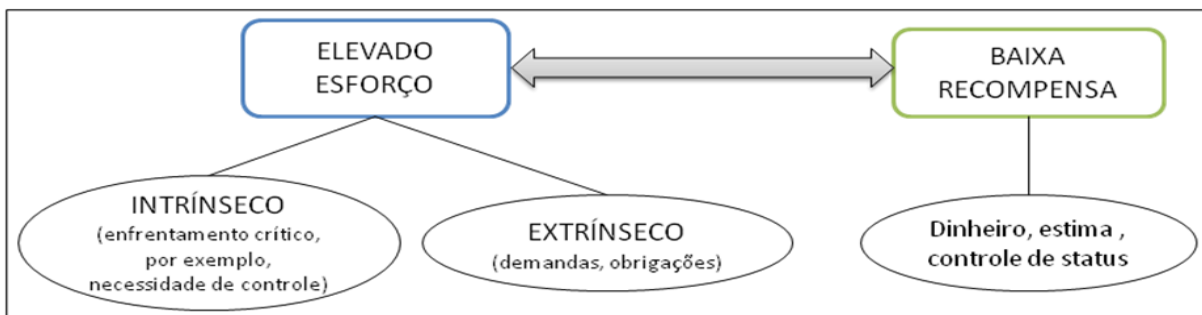 ELEVADO
ESFORÇO
BAIXA
RECOMPENSA
INTRÍNSECO
(enfrentamento crítico,
por exemplo,
necessidade de controle)
EXTRÍNSECO
(demandas, obrigações)
Dinheiro, estima ,
controle de status